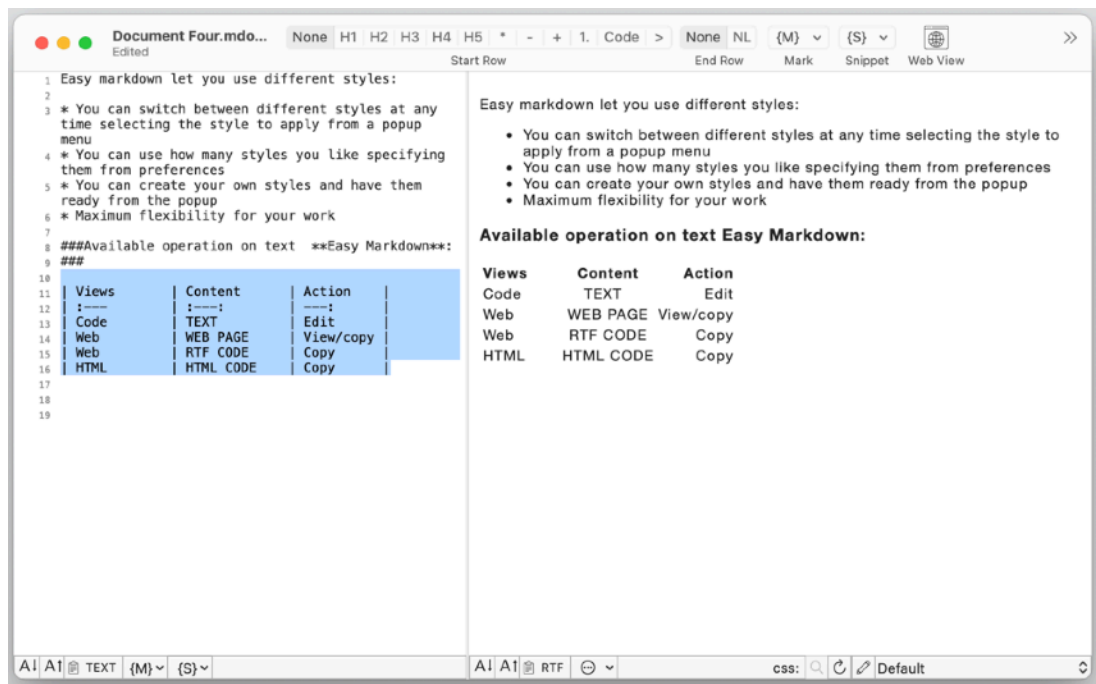 Document Four.mdo...
Edited
None H1 H2 H3 H4 H5 * - + 1. Code > None NL {M} {S}
Start Row End Row Mark Snippet Web View
1 Easy markdown let you use different styles:
2
3 * You can switch between different styles at any
time selecting the style to apply from a popup
menu
4 * You can use how many styles you like specifying
them from preferences
5 * You can create your own styles and have them
ready from the popup
6 * Maximum flexibility for your work
7
8 ###Available operation on text  **Easy Markdown**:
9 ###
10
11 | Views | Content | Action |
12 | :--- | :---: | ---: |
13 | Code | TEXT | Edit |
14 | Web | WEB PAGE | View/copy |
15 | Web | RTF CODE | Copy |
16 | HTML | HTML CODE | Copy |
17
18
19
Easy markdown let you use different styles:
• You can switch between different styles at any time selecting the style to
apply from a popup menu
• You can use how many styles you like specifying them from preferences
• You can create your own styles and have them ready from the popup
• Maximum flexibility for your work
Available operation on text Easy Markdown:
Views Content Action
Code TEXT Edit
Web WEB PAGE View/copy
Web RTF CODE Copy
HTML HTML CODE Copy
A↓ A↑ TEXT {M} {S}
A↓ A↑ RTF css: Default